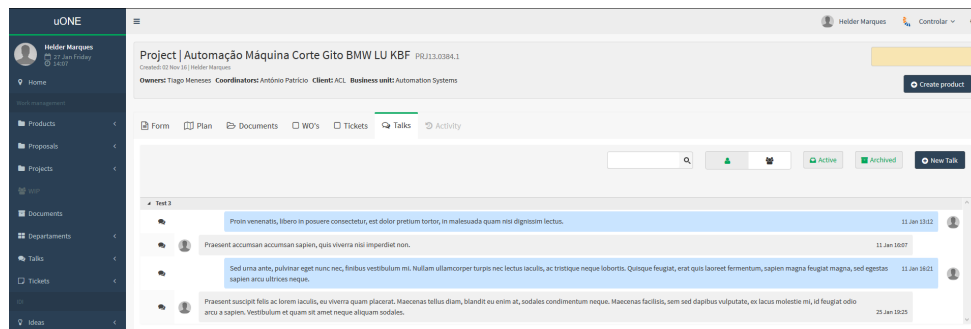 uONE
Helder Marques
Controlar
Helder Marques
27 Jan Friday
14:07
Project | Automação Máquina Corte Gito BMW LU KBF PRJ13.0384.1
Created: 02 Nov 16 | Helder Marques
Owners: Tiago Meneses Coordinators: António Patrício Client: ACL Business unit: Automation Systems
Create product
Home
Work management
Products
Proposals
Projects
WIP
Documents
Departaments
Talks
Tickets
Ideas
Form Plan Documents WO's Tickets Talks Activity
Active Archived New Talk
Test 3
Proin venenatis, libero in posuere consectetur, est dolor pretium tortor, in malesuada quam nisl dignissim lectus. 11 Jan 13:12
Praesent accumsan accumsan sapien, quis viverra nisi imperdiet non. 11 Jan 16:07
Sed urna ante, pulvinar eget nunc nec, finibus vestibulum mi. Nullam ullamcorper turpis nec lectus iaculis, ac tristique neque lobortis. Quisque feugiat, erat quis laoreet fermentum, sapien magna feugiat magna, sed egestas 11 Jan 16:21
sapien arcu ultrices neque.
Praesent suscipit felis ac lorem iaculis, eu viverra quam placerat. Maecenas tellus diam, blandit eu enim at, sodales condimentum neque. Maecenas facilisis, sem sed dapibus vulputate, ex lacus molestie mi, id feugiat odio
arcu a sapien. Vestibulum et quam sit amet neque aliquam sodales. 25 Jan 19:25